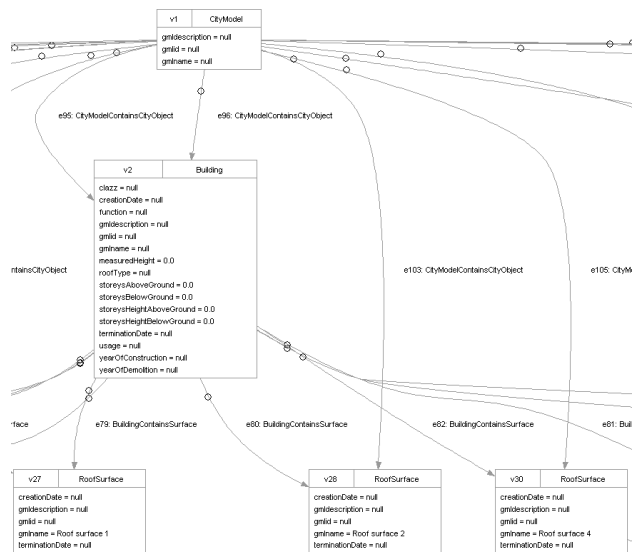 v1 CityModel
gmldescription = null
gmlid = null
gmlname = null
e95: CityModelContainsCityObject e96: CityModelContainsCityObject
v2 Building
clazz = null
creationDate = null
function = null
gmldescription = null
gmlid = null
gmlname = null
measuredHeight = 0.0
roofType = null
storeysAboveGround = 0.0
storeysBelowGround = 0.0
storeysHeightAboveGround = 0.0
storeysHeightBelowGround = 0.0
terminationDate = null
usage = null
yearOfConstruction = null
yearOfDemolition = null
ntainsCityObject e103: CityModelContainsCityObject e105: CityM
rface e79: BuildingContainsSurface e80: BuildingContainsSurface e82: BuildingContainsSurface e81: Buil
v27 RoofSurface
creationDate = null
gmldescription = null
gmlid = null
gmlname = Roof surface 1
terminationDate = null
v28 RoofSurface
creationDate = null
gmldescription = null
gmlid = null
gmlname = Roof surface 2
terminationDate = null
v30 RoofSurface
creationDate = null
gmldescription = null
gmlid = null
gmlname = Roof surface 4
terminationDate = null